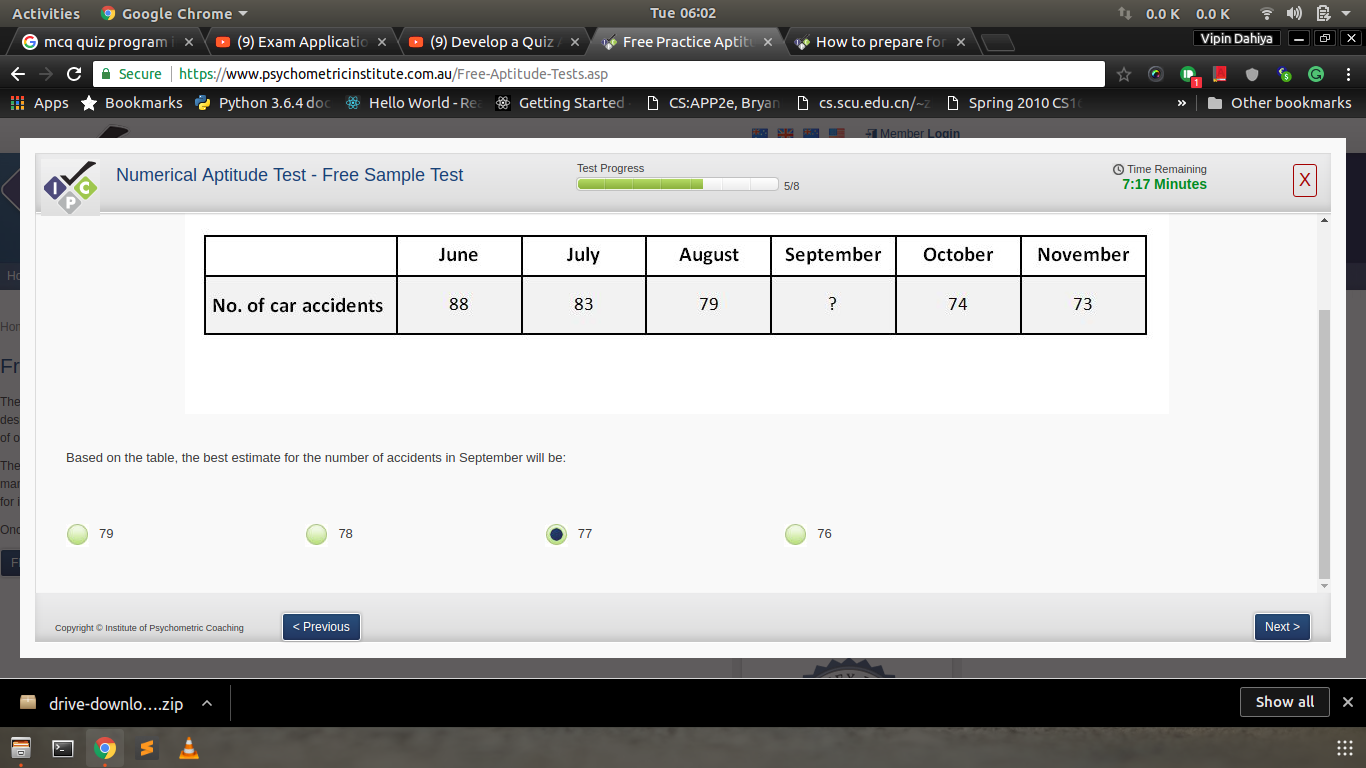 Activities Google Chrome Tue 06:02 0.0 K 0.0 K
mcq quiz program (9) Exam Applicatio (9) Develop a Quiz Free Practice Aptit How to prepare for Vipin Dahiya
Secure https://www.psychometricinstitute.com.au/Free-Aptitude-Tests.asp 1
Apps Bookmarks Python 3.6.4 doc Hello World - Re Getting Started CS:APP2e, Bryan cs.scu.edu.cn/~z Spring 2010 CS1 » Other bookmarks
Member Login
IPC Numerical Aptitude Test - Free Sample Test Test Progress 5/8 Time Remaining 7:17 Minutes X
June July August September October November
No. of car accidents 88 83 79 ? 74 73
Based on the table, the best estimate for the number of accidents in September will be:
79 78 77 76
Copyright © Institute of Psychometric Coaching < Previous Next >
drive-downlo....zip Show all